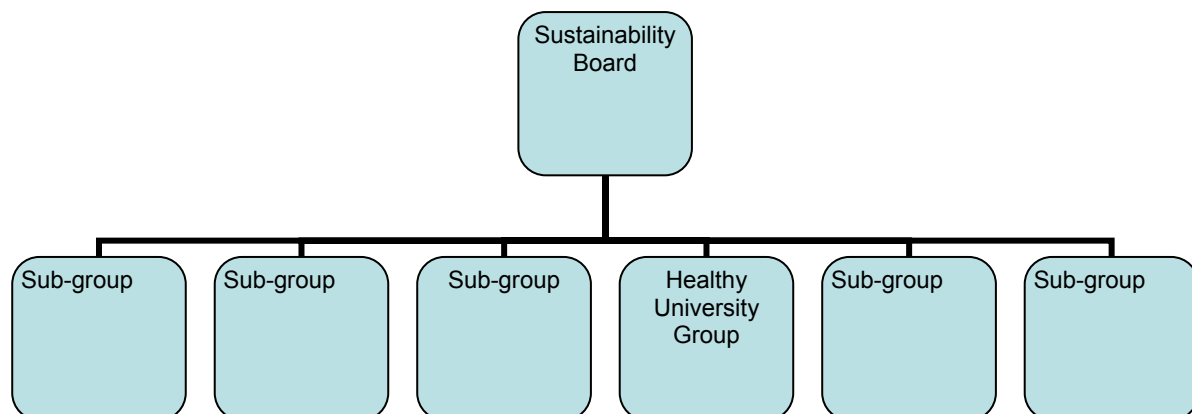 Sustainability
Board
Sub-group
Sub-group
Sub-group
Healthy
University
Group
Sub-group
Sub-group